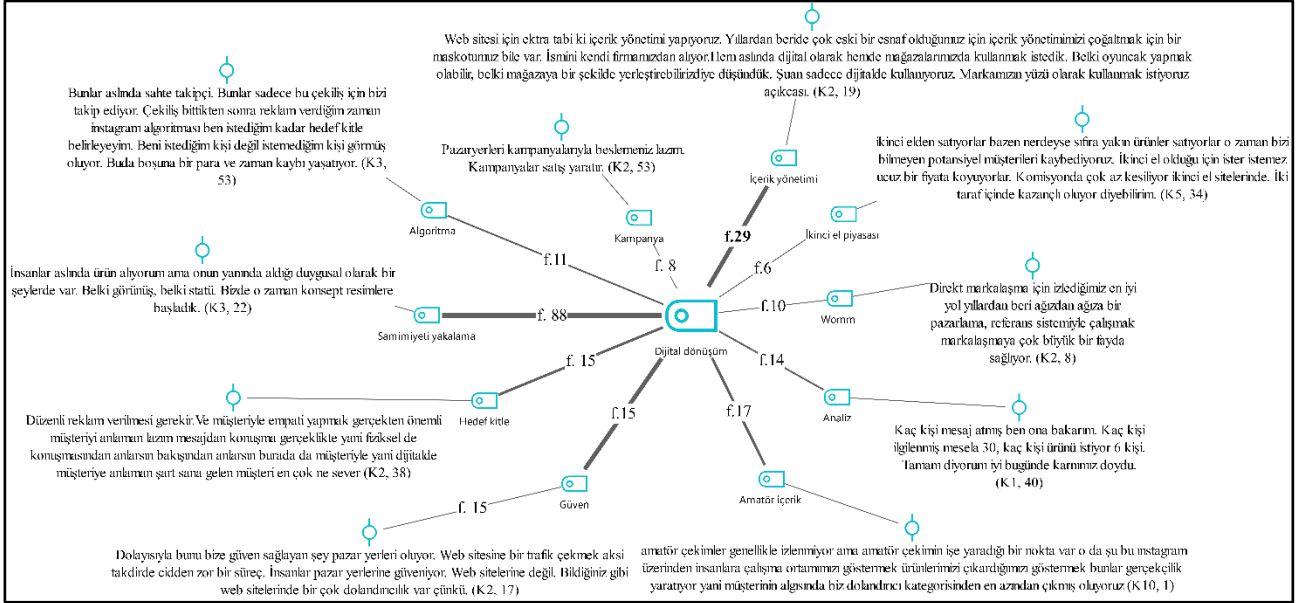 Web sitesi için ektra tabi ki içerik yönetimi yapıyoruz. Yıllardan beride çok eski bir esnaf olduğumuz için içerik yönetimimizi çoğaltmak için bir
maskotumuz bile var. İsmini kendi firmamızdan alıyor.Hem aslında dijital olarak hemde mağazalarımızda kullanmak istedik. Belki oyuncak yapmak
olabilir, belki mağazaya bir şekilde yerleştirebilirizdiye düşündük. Şuan sadece dijitalde kullanıyoruz. Markamızın yüzü olarak kullanmak istiyoruz
açıkcası. (K2, 19)
Bunlar aslında sahte takipçi. Bunlar sadece bu çekiliş için bizi
takip ediyor. Çekiliş bittikten sonra reklam verdiğim zaman
instagram algoritması ben istediğim kadar hedef kitle
belirleyeyim. Beni istediğim kişi değil istemediğim kişi görmüş
oluyor. Buda boşuna bir para ve zaman kaybı yaşatıyor. (K3,
53)
Pazaryerleri kampanyalarıyla beslemeniz lazım.
Kampanyalar satış yaratır. (K2, 53)
ikinci elden satıyorlar bazen nerdeyse sıfıra yakın ürünler satıyorlar o zaman bizi
bilmeyen potansiyel müşterileri kaybediyoruz. İkinci el olduğu için ister istemez
ucuz bir fiyata koyuyorlar. Komisyonda çok az kesiliyor ikinci el sitelerinde. İki
taraf içinde kazançlı oluyor diyebilirim. (K5, 34)
İçerik yönetimi
Algoritma
Kampanya
İkinci el piyasası
f.29
f.11
f. 8
f.6
İnsanlar aslında ürün alıyorum ama onun yanında aldığı duygusal olarak bir
şeylerde var. Belki görünüş, belki statü. Bizde o zaman konsept resimlere
başladık. (K3, 22)
Samimiyeti yakalama
f. 88
Dijital dönüşüm
f.10
Womm
Direkt markalaşma için izlediğimiz en iyi
yol yıllardan beri ağızdan ağıza bir
pazarlama, referans sistemiyle çalışmak
markalaşmaya çok büyük bir fayda
sağlıyor. (K2, 8)
f. 15
f.14
f.15
f.17
Hedef kitle
Analiz
Düzenli reklam verilmesi gerekir.Ve müşteriyle empati yapmak gerçekten önemli
müşteriyi anlaman lazım mesajdan konuşma gerçeklikte yani fiziksel de
konuşmasından anlarsın bakışından anlarsın burada da müşteriyle yani dijitalde
müşteriye anlaman şart sana gelen müşteri en çok ne sever (K2, 38)
Kaç kişi mesaj atmış ben ona bakarım. Kaç kişi
ilgilenmiş mesela 30, kaç kişi ürünü istiyor 6 kişi.
Tamam diyorum iyi bugünde karnımız doydu.
(K1, 40)
f. 15
Güven
Amatör içerik
Dolayısıyla bunu bize güven sağlayan şey pazar yerleri oluyor. Web sitesine bir trafik çekmek aksi
takdirde cidden zor bir süreç. İnsanlar pazar yerlerine güveniyor. Web sitelerine değil. Bildiğiniz gibi
web sitelerinde bir çok dolandırıcılık var çünkü. (K2, 17)
amatör çekimler genellikle izlenmiyor ama amatör çekimin işe yaradığı bir nokta var o da şu bu ınstagram
üzerinden insanlara çalışma ortamımızı göstermek ürünlerimizi çıkardığımızı göstermek bunlar gerçekçilik
yaratıyor yani müşterinin algısında biz dolandırıcı kategorisinden en azından çıkmış oluyoruz (K10, 1)